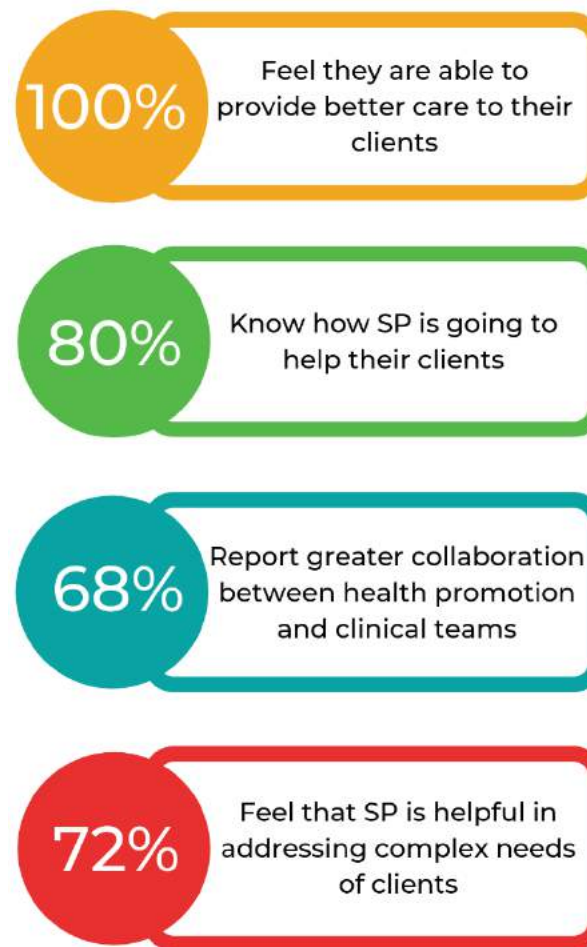 100%
Feel they are able to
provide better care to their
clients
80%
Know how SP is going to
help their clients
68%
Report greater collaboration
between health promotion
and clinical teams
72%
Feel that SP is helpful in
addressing complex needs
of clients